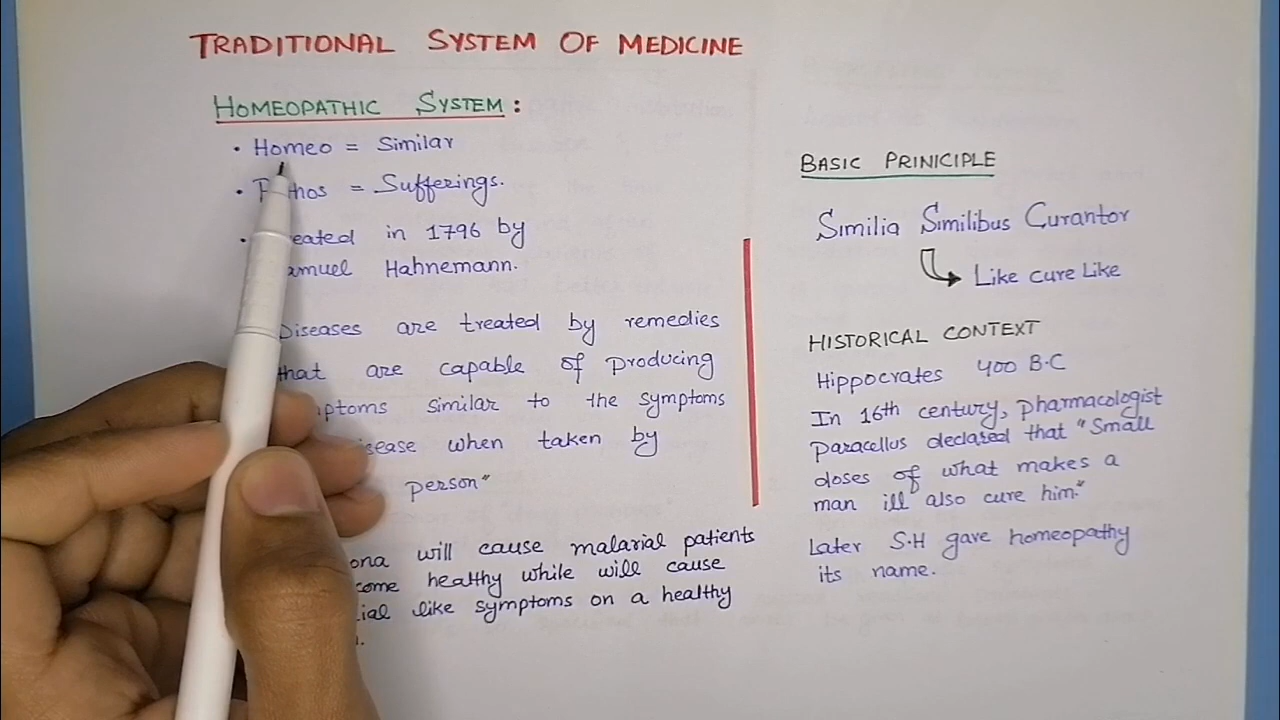 TRADITIONAL SYSTEM OF MEDICINE
HOMEOPATHIC SYSTEM:
• Homeo = Similar
• = Sufferings.
• eated in 1796 by
amuel Hahnemann.
Diseases are treated by remedies
that are capable of producing
ptoms similar to the symptoms
sease when taken by
person"
ona will cause malarial patients
come healthy while will cause
ial like symptoms on a healthy
BASIC PRINICIPLE
Similia Similibus Curantor
Like cure Like
HISTORICAL CONTEXT
Hippocrates 400 B.C
In 16th century, pharmacologist
Paracellus declared that "Small
doses of what makes a
man ill also cure him."
Later S.H gave homeopathy
its name.